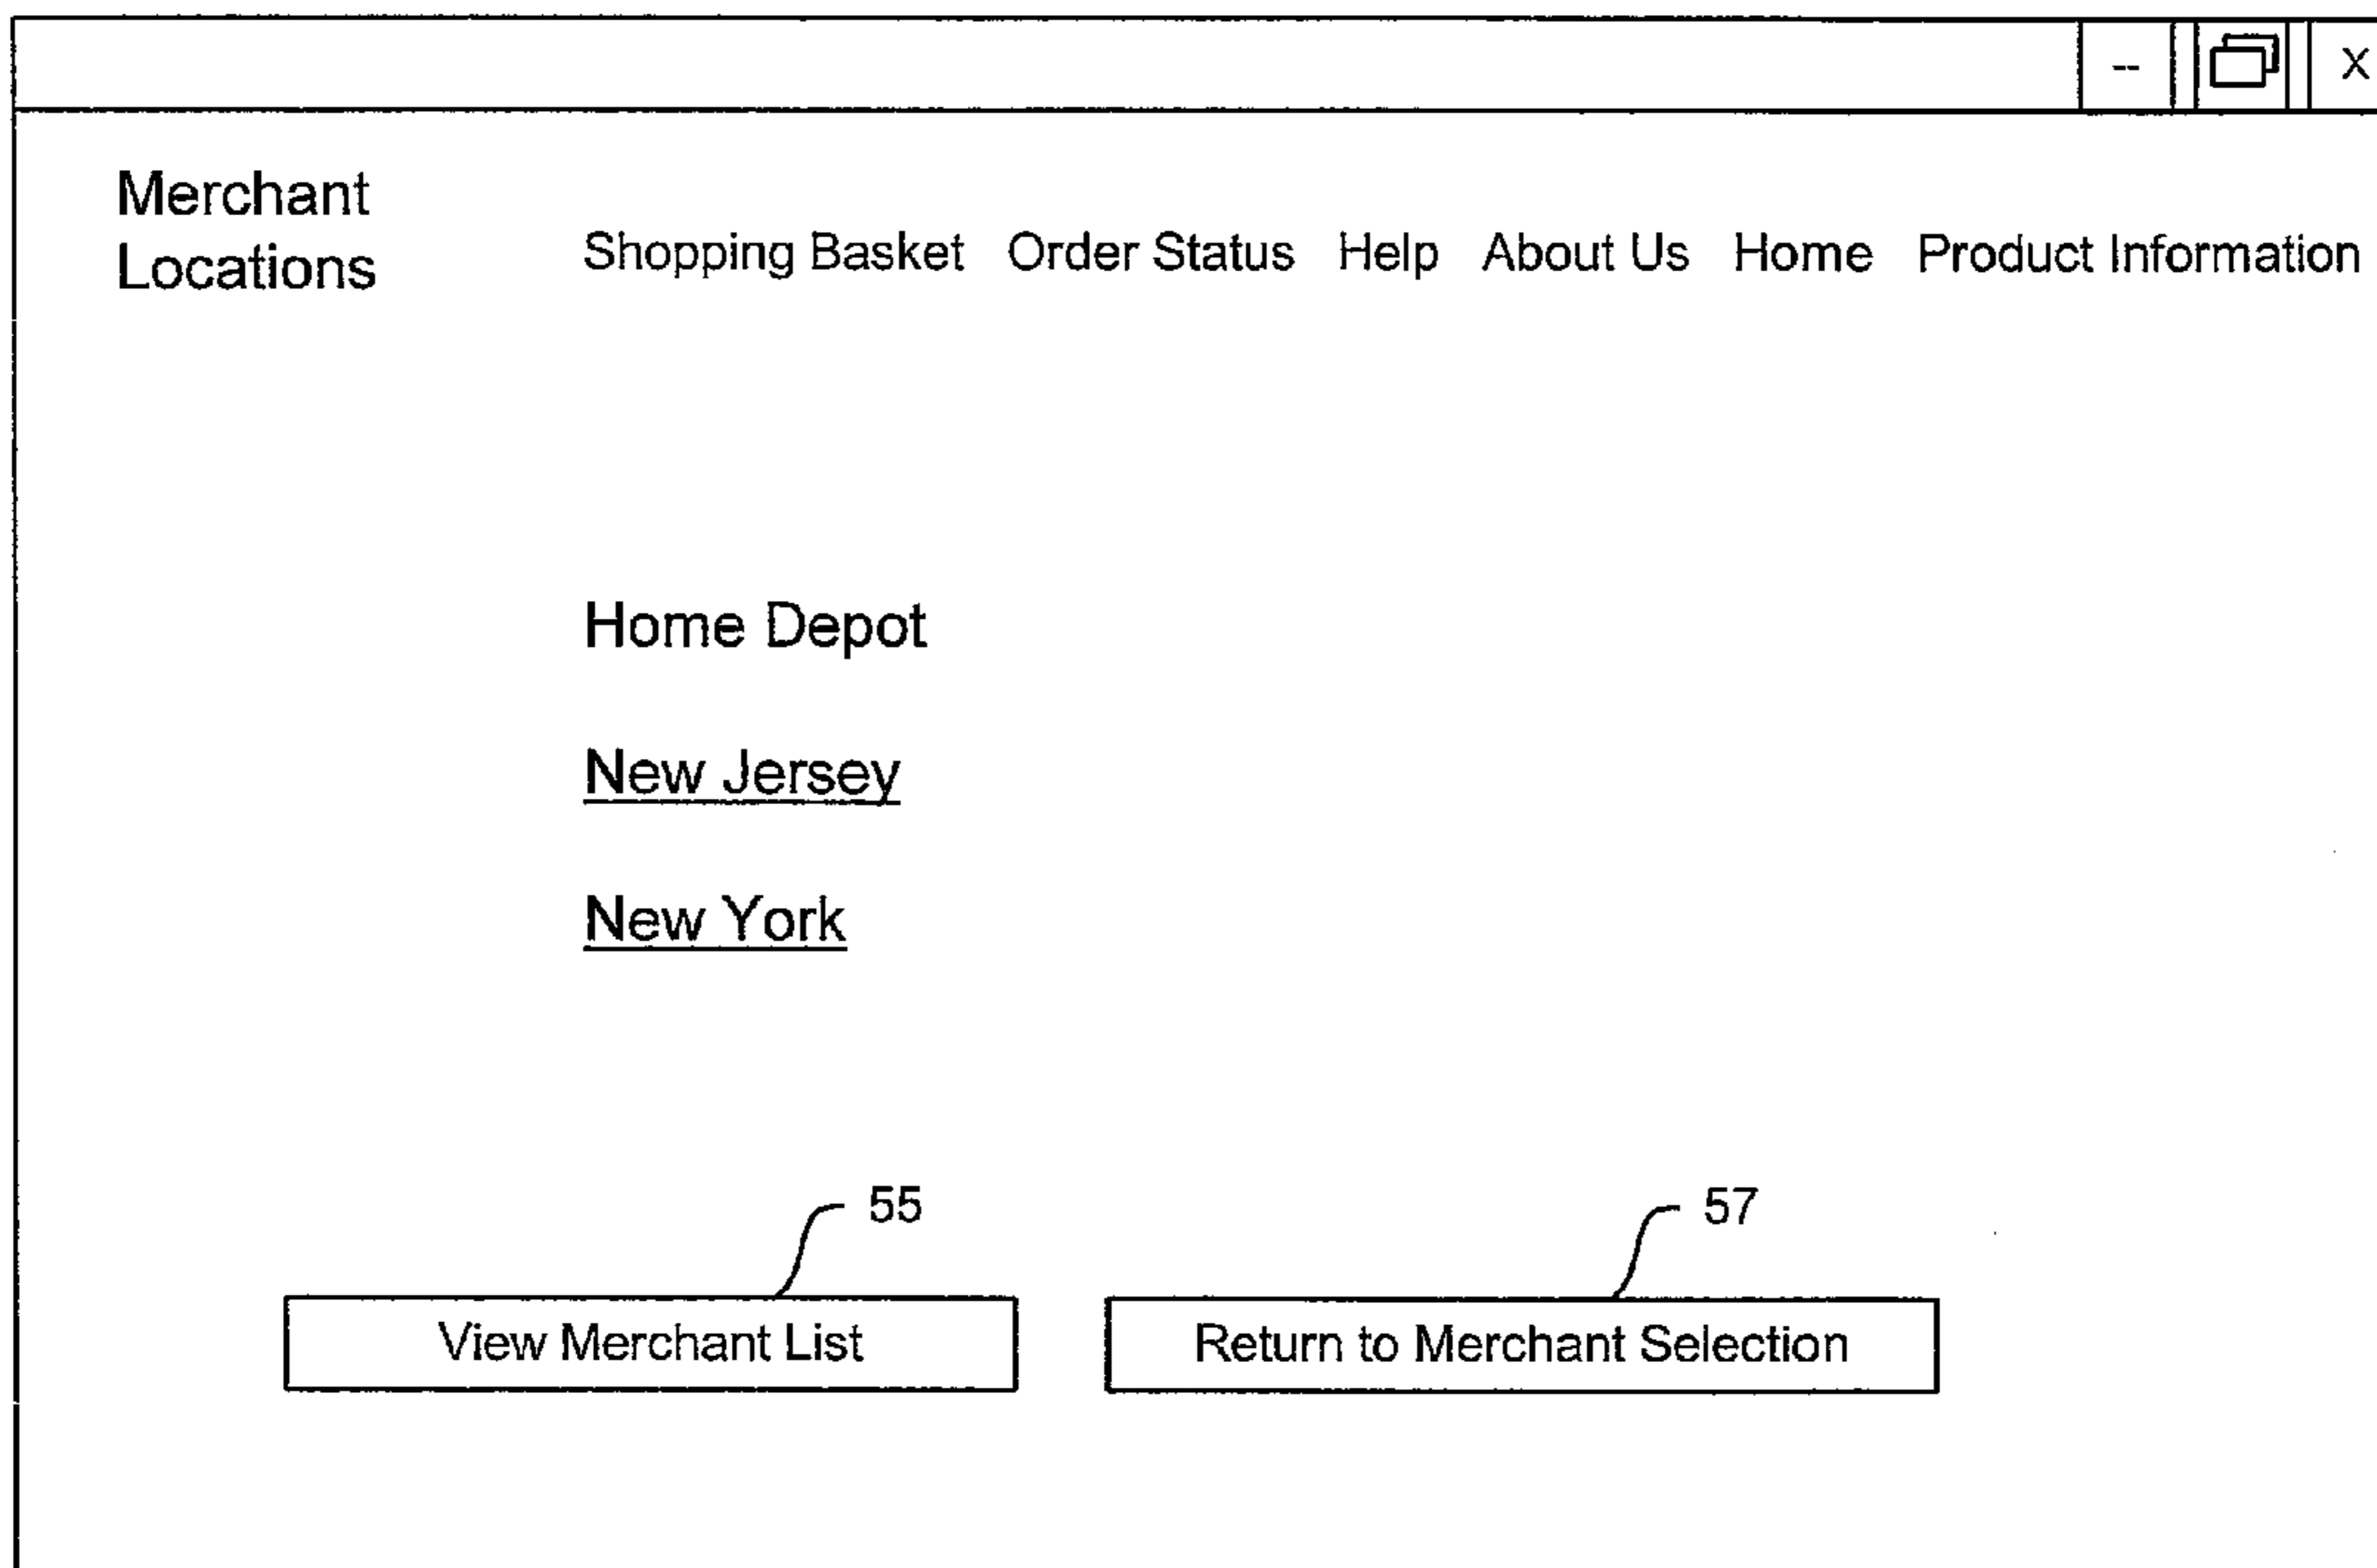 -- X
Merchant
Locations
Shopping Basket Order Status Help About Us Home Product Information
Home Depot
New Jersey
New York
55 57
View Merchant List Return to Merchant Selection